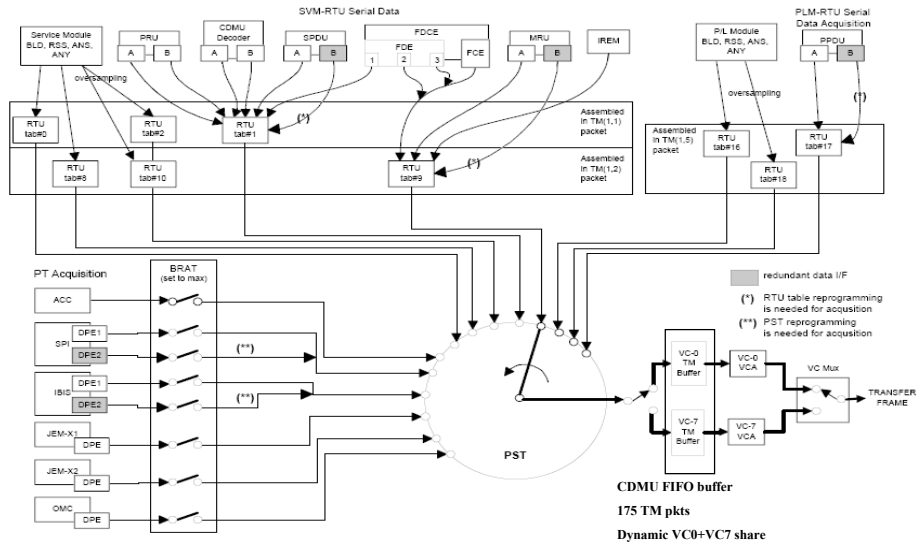 SVM-RTU Serial Data
PLM-RTU Serial
Data Acquisition
Service Module
BLD, RSS, ANS,
ANY
PRU
A
B
CDMU
Decoder
A
B
SPDU
A
B
FDCE
FDE
1
2
3
FCE
MRU
A
B
IREM
P/L Module
BLD, RSS, ANS,
ANY
PPDU
A
B
oversampling
oversampling
(*)
(*)
RTU
tab#0
RTU
tab#2
RTU
tab#1
(*)
Assembled
in TM(1,1)
packet
Assembled
in TM(1,5)
packet
RTU
tab#16
RTU
tab#17
RTU
tab#8
RTU
tab#10
RTU
tab#9
Assembled
in TM(1,2)
packet
RTU
tab#18
PT Acquisition
BRAT
(set to max)
ACC
SPI
DPE1
DPE2
(**)
IBIS
DPE1
DPE2
(**)
JEM-X1
DPE
JEM-X2
DPE
OMC
DPE
PST
redundant data I/F
(*) RTU table reprogramming
is needed for acqusition
(**) PST reprogramming
is needed for acqusition
VC-0
TM
Buffer
VC-0
VCA
VC Mux
TRANSFER
FRAME
VC-7
TM
Buffer
VC-7
VCA
CDMU FIFO buffer
175 TM pkts
Dynamic VC0+VC7 share